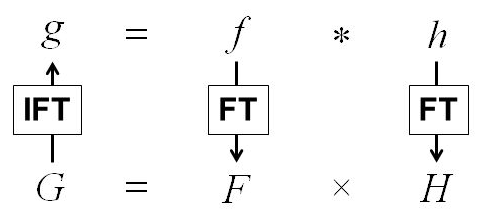 g = f * h
IFT FT FT
G = F × H